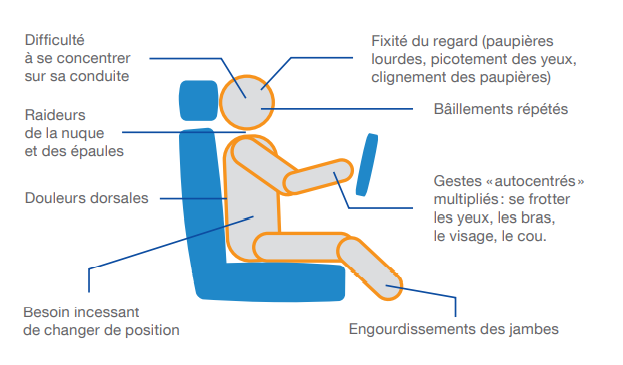 Difficulté
à se concentrer
sur sa conduite
Fixité du regard (paupières
lourdes, picotement des yeux,
clignement des paupières)
Bâillements répétés
Raideurs
de la nuque
et des épaules
Douleurs dorsales
Gestes «autocentrés»
multipliés: se frotter
les yeux, les bras,
le visage, le cou.
Besoin incessant
de changer de position
Engourdissements des jambes